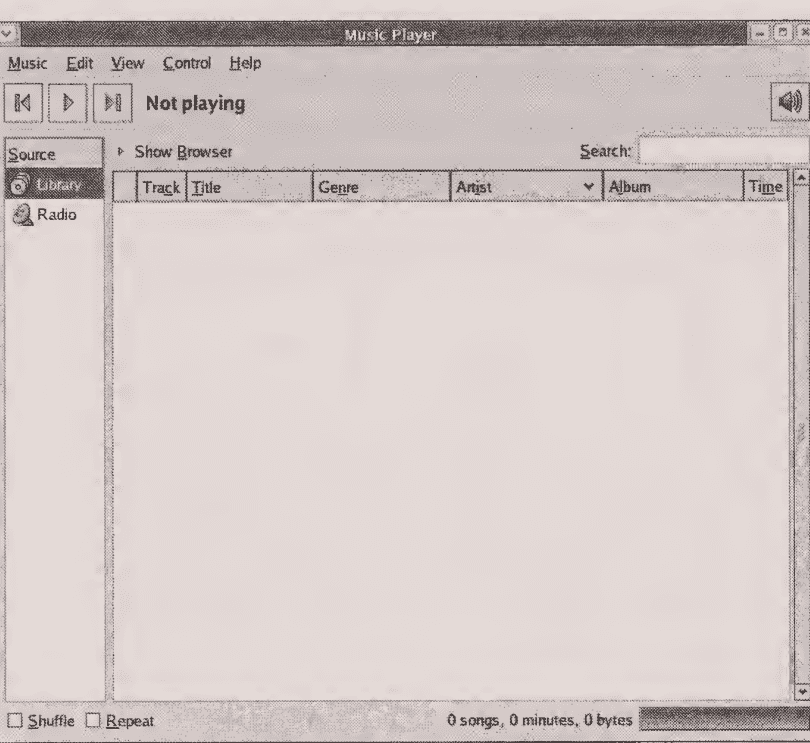 Music Player
Music Edit View Control Help
Not playing
Source
Show Browser
Search:
Library
Track Title Genre Artist Album Time
Radio
Shuffle Repeat
0 songs, 0 minutes, 0 bytes